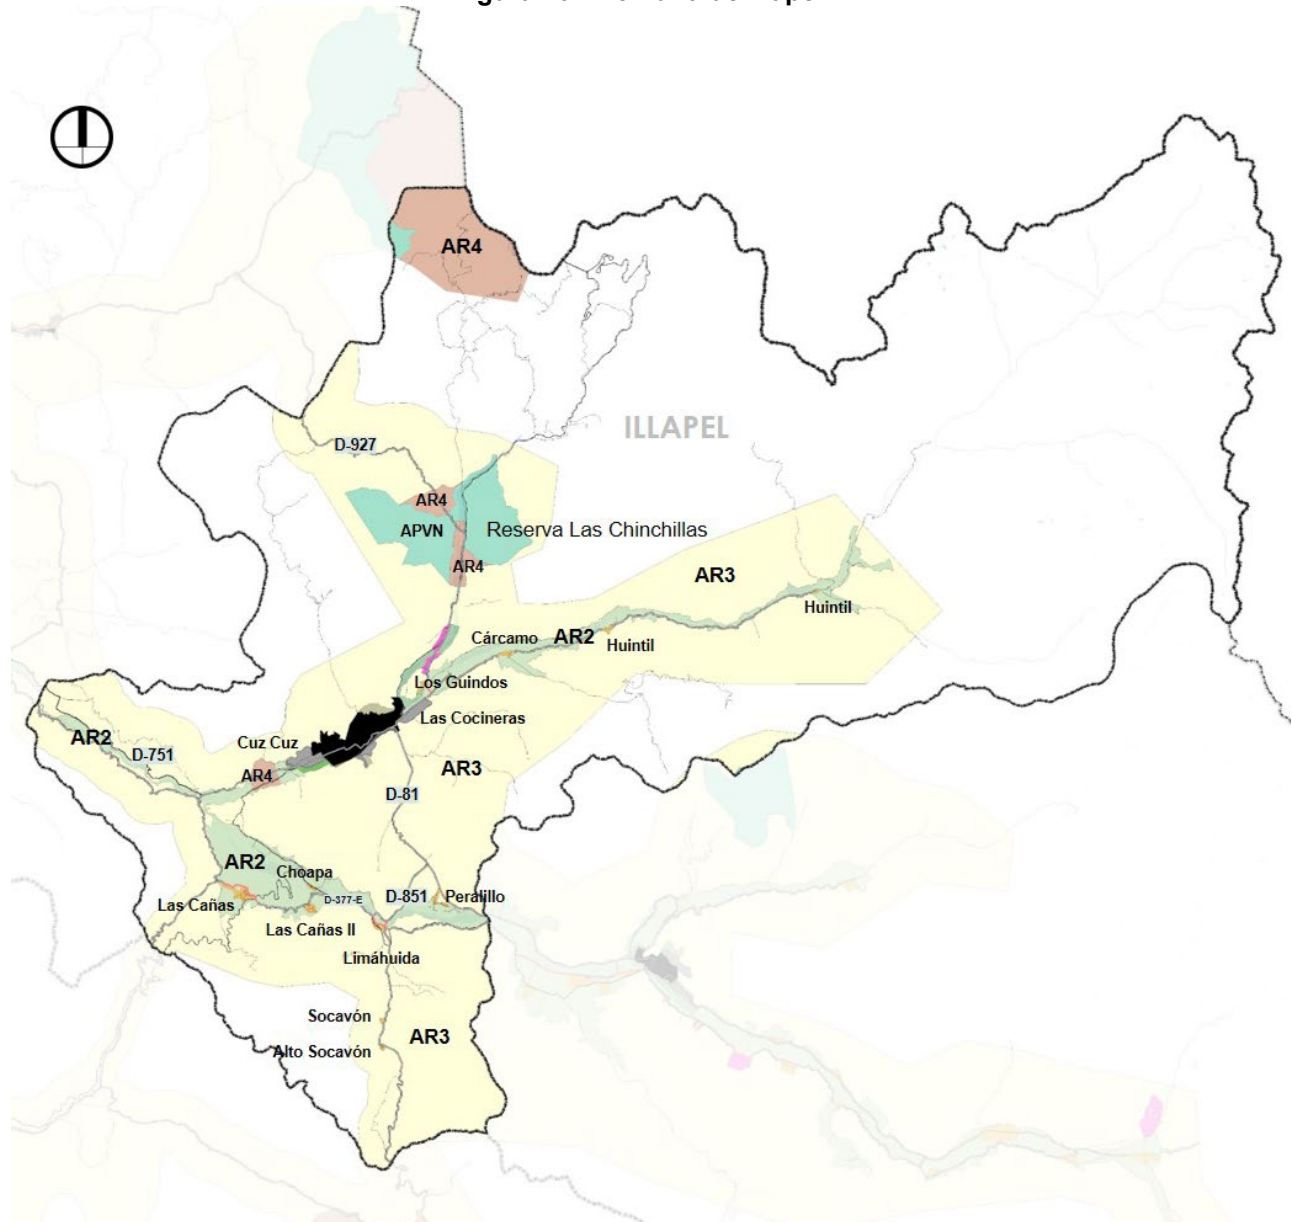 AR4
ILLAPEL
D-927
AR4
APVN
Reserva Las Chinchillas
AR4
AR3
Huintil
Cárcamo
AR2
Huintil
Los Guindos
Las Cocineras
AR2
Cuz Cuz
D-751
AR4
AR3
D-81
AR2
Choapa
Las Cañas
D-377-E
D-851
Peralillo
Las Cañas II
Limáhuida
Socavón
AR3
Alto Socavón